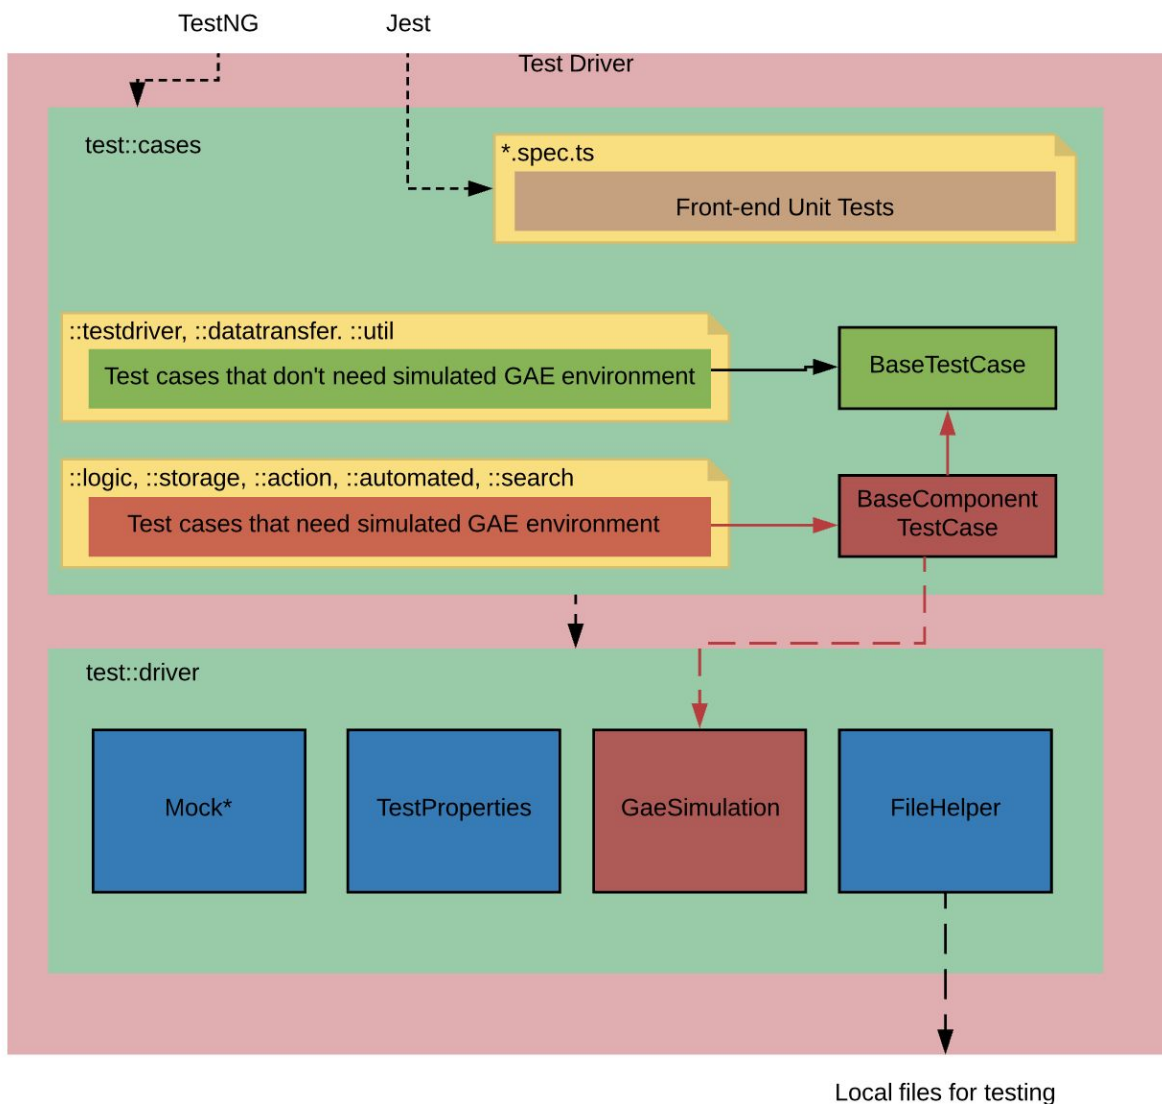 TestNG
Jest
Test Driver
test::cases
*.spec.ts
Front-end Unit Tests
::testdriver, ::datatransfer. ::util
Test cases that don't need simulated GAE environment
BaseTestCase
::logic, ::storage, ::action, ::automated, ::search
Test cases that need simulated GAE environment
BaseComponent
TestCase
test::driver
Mock*
TestProperties
GaeSimulation
FileHelper
Local files for testing